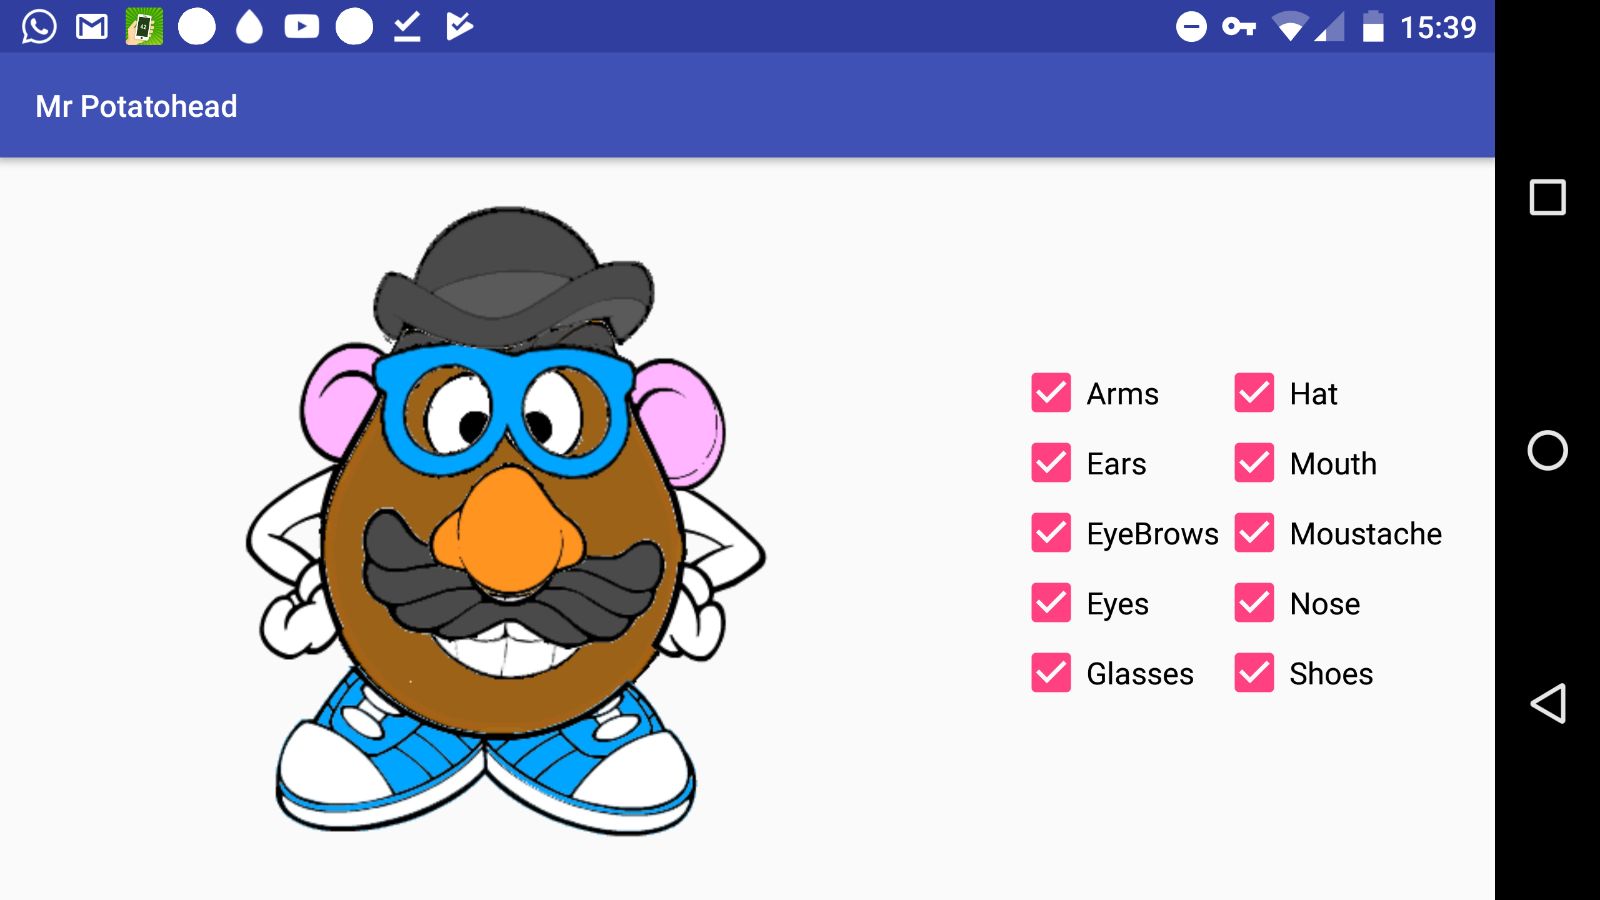 15:39
Mr Potatohead
Arms Hat
Ears Mouth
EyeBrows Moustache
Eyes Nose
Glasses Shoes